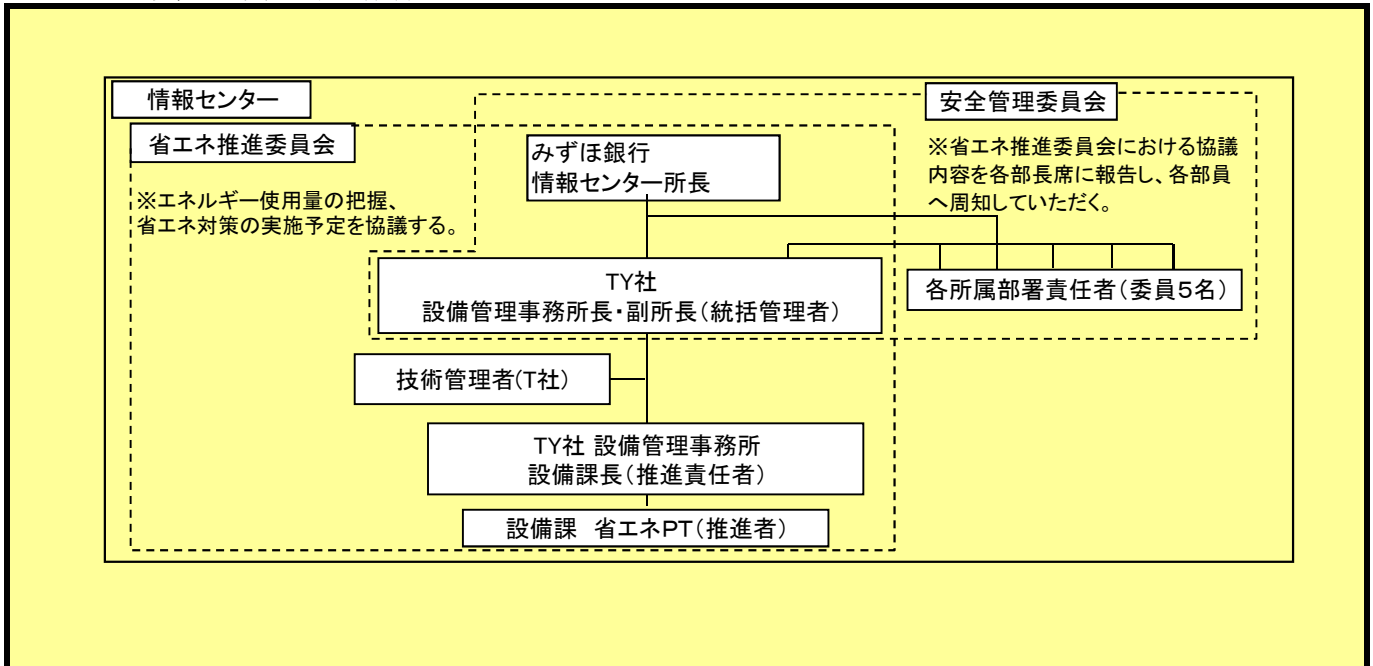 情報センター
安全管理委員会
省エネ推進委員会
※エネルギー使用量の把握、
省エネ対策の実施予定を協議する。
みずほ銀行
情報センター所長
※省エネ推進委員会における協議
内容を各部長席に報告し、各部員
へ周知していただく。
TY社
設備管理事務所長・副所長（統括管理者）
各所属部署責任者（委員５名）
技術管理者(T社)
TY社 設備管理事務所
設備課長（推進責任者）
設備課　省エネPT（推進者）